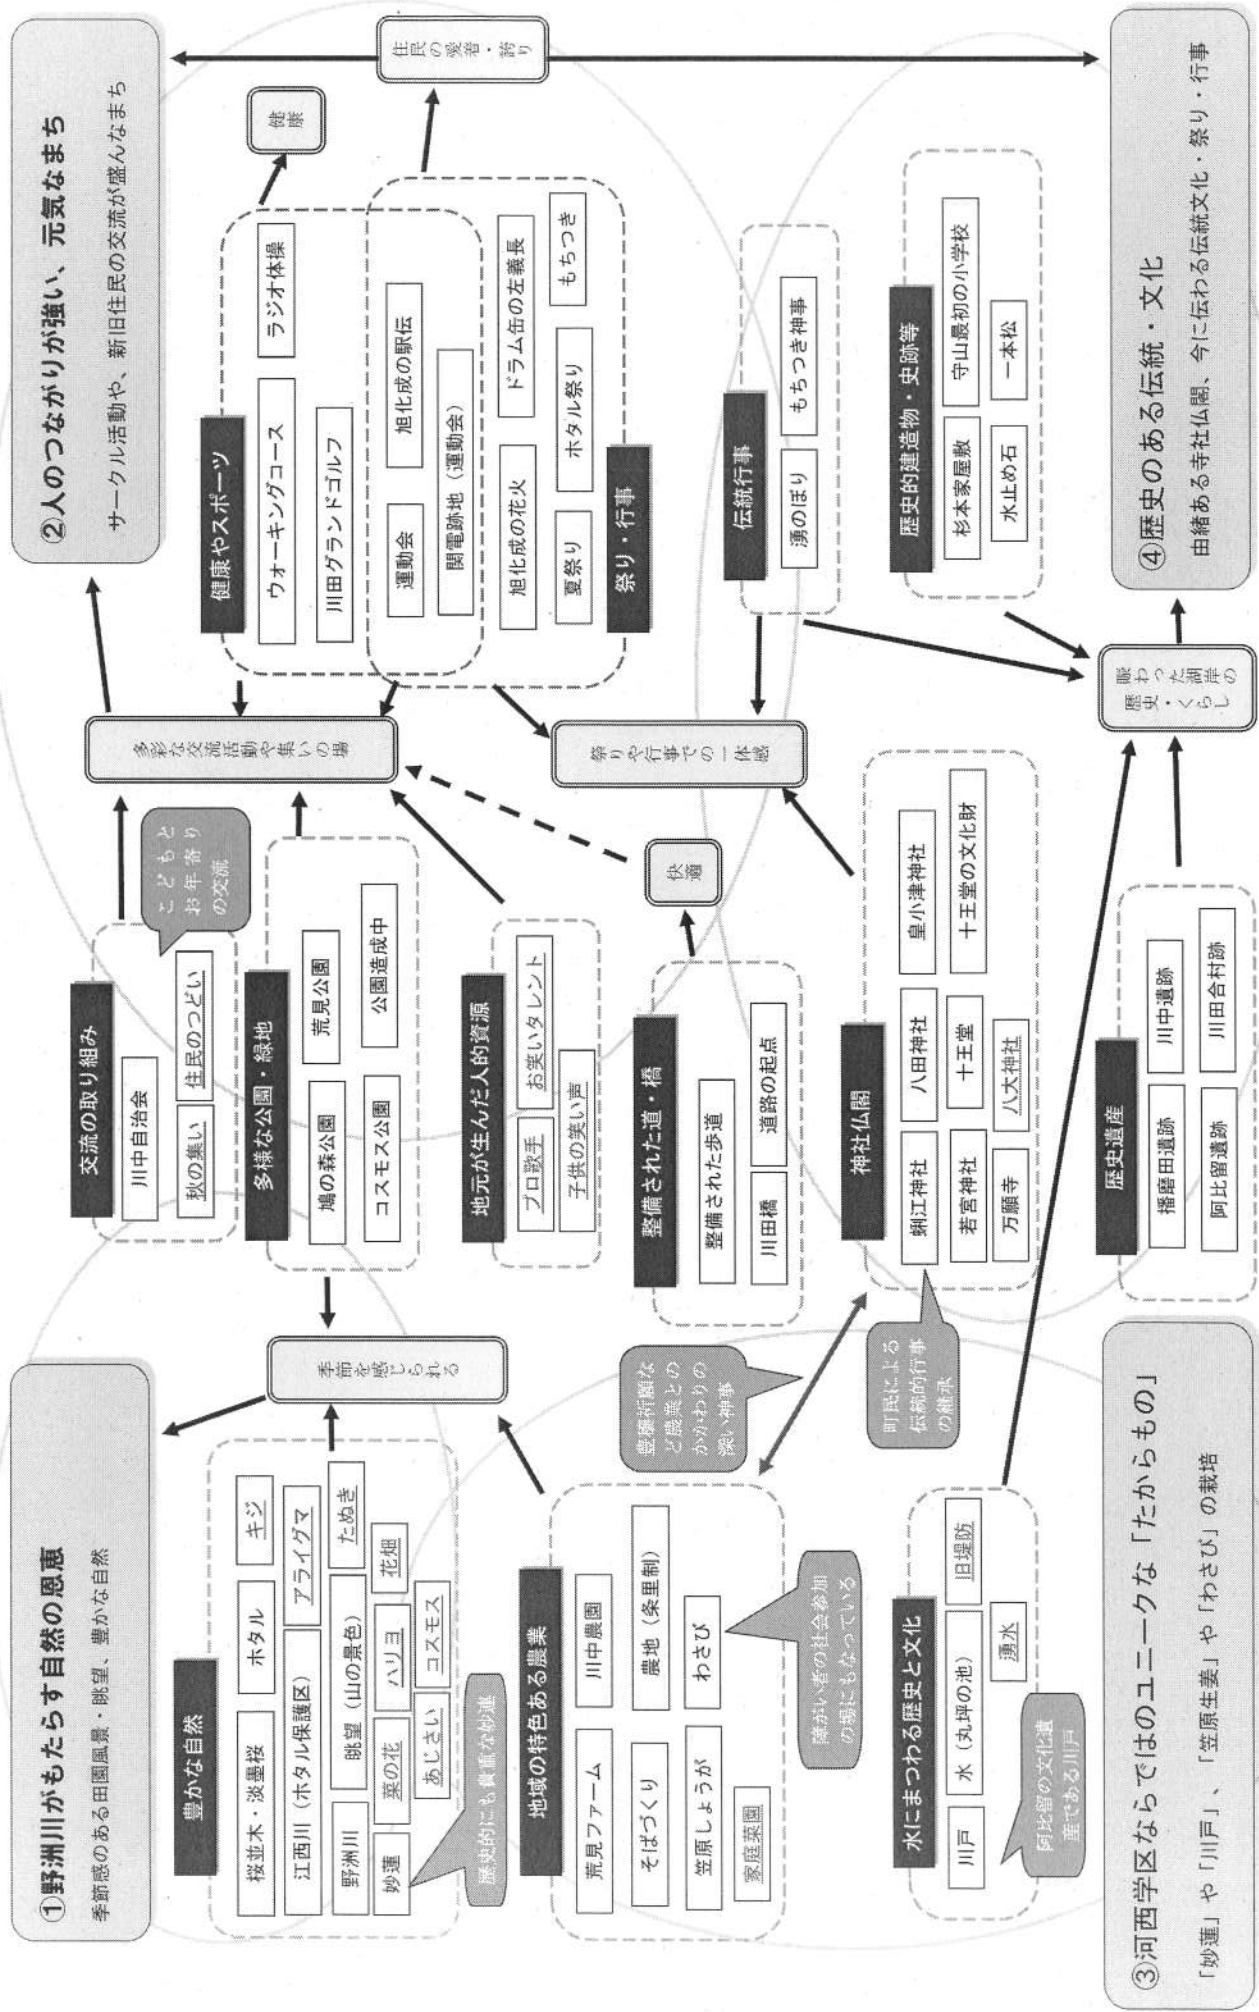 ①野洲川がもたらす自然の恩恵
季節感のある田園風景・眺望、豊かな自然
豊かな自然
桜並木・淡墨桜
ホタル
キジ
江西川（ホタル保護区）
アライグマ
野洲川
眺望（山の景色）
たぬき
妙蓮
菜の花
ハリヨ
花畑
あじさい
コスモス
歴史的にも貴重な妙蓮
季節を感じられる
地域の特色ある農業
荒見ファーム
川中農園
そばづくり
農地（条里制）
笠原しょうが
わさび
家庭菜園
障がい者の社会参加
の場にもなっている
豊穣祈願な
ど農業との
かかわりの
深い神事
水にまつわる歴史と文化
川戸
水（丸坪の池）
旧堤防
湧水
阿比留の文化遺
産である川戸
③河西学区ならではのユニークな「たからもの」
「妙蓮」や「川戸」、「笠原生姜」や「わさび」の栽培
交流の取り組み
川中自治会
秋の集い
住民のつどい
こどもと
お年寄り
の交流
多様な公園・緑地
鳩の森公園
荒見公園
コスモス公園
公園造成中
地元が生んだ人的資源
プロ歌手
お笑いタレント
子供の笑い声
整備された道・橋
整備された歩道
川田橋
道路の起点
快適
神社仏閣
蜊江神社
八田神社
皇小津神社
若宮神社
十王堂
十王堂の文化財
万願寺
八大神社
町民による
伝統的行事
の継承
歴史遺産
播磨田遺跡
川中遺跡
阿比留遺跡
川田合村跡
多彩な交流活動や集いの場
祭りや行事での一体感
賑わった湖岸の
歴史・くらし
②人のつながりが強い、元気なまち
サークル活動や、新旧住民の交流が盛んなまち
健康やスポーツ
ウォーキングコース
ラジオ体操
川田グランドゴルフ
運動会
旭化成の駅伝
関電跡地（運動会）
旭化成の花火
ドラム缶の左義長
夏祭り
ホタル祭り
もちつき
祭り・行事
健康
住民の愛着・誇り
伝統行事
湧のぼり
もちつき神事
歴史的建造物・史跡等
杉本家屋敷
守山最初の小学校
水止め石
一本松
④歴史のある伝統・文化
由緒ある寺社仏閣、今に伝わる伝統文化・祭り・行事